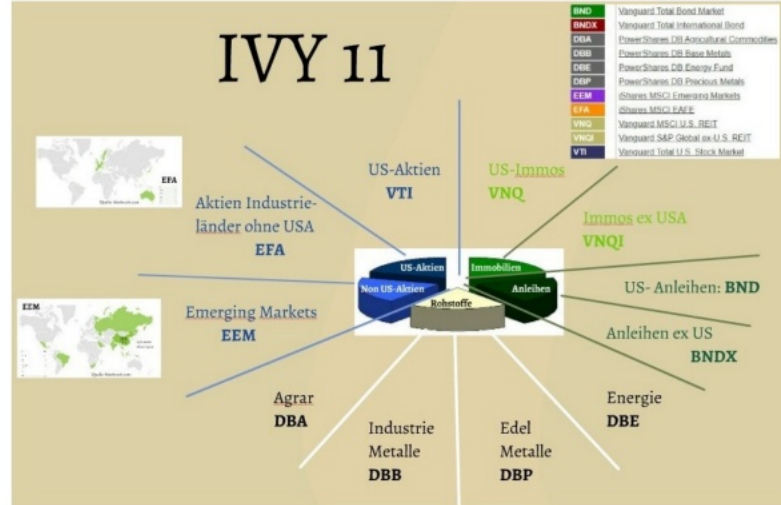 IVY 11
BND Vanguard Total Bond Market
BNDX Vanguard Total International Bond
DBA PowerShares DB Agricultural Commodities
DBB PowerShares DB Base Metals
DBE PowerShares DB Energy Fund
DBP PowerShares DB Precious Metals
EEM iShares MSCI Emerging Markets
EFA iShares MSCI EAFE
VNQ Vanguard MSCI U.S. REIT
VNQI Vanguard S&P Global ex-U.S. REIT
VTI Vanguard Total U.S. Stock Market
EFA
US-Aktien
VTI
US-Immos
VNQ
Aktien Industrie-
länder ohne USA
EFA
Immos ex USA
VNQI
US-Aktien
Immobilien
Non US-Aktien
Anleihen
Rohstoffe
US- Anleihen: BND
EEM
Emerging Markets
EEM
Anleihen ex US
BNDX
Agrar
DBA
Industrie
Metalle
DBB
Edel
Metalle
DBP
Energie
DBE